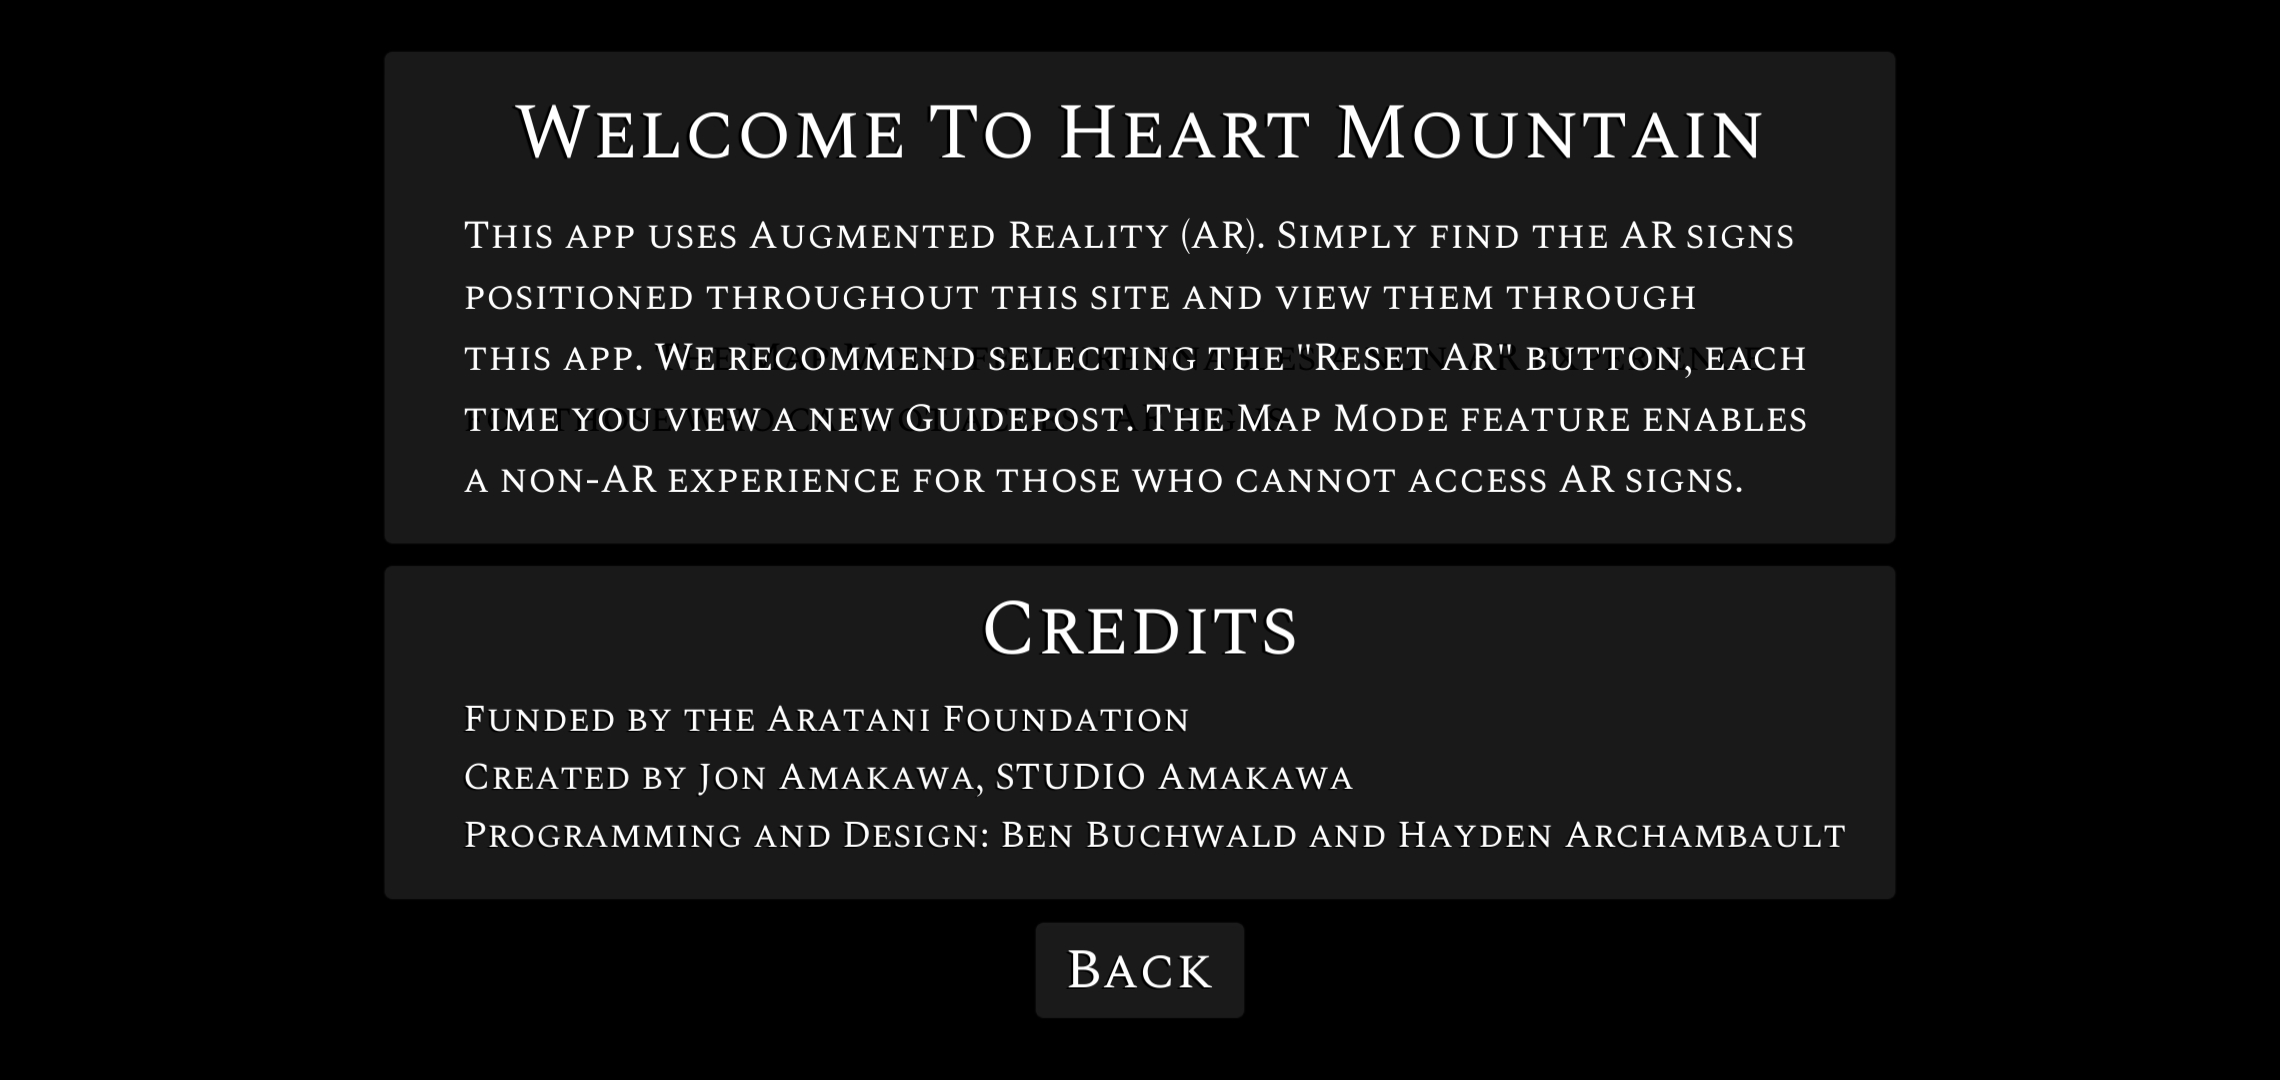 Welcome To Heart Mountain
This app uses Augmented Reality (AR). Simply find the AR signs
positioned throughout this site and view them through
this app. We recommend selecting the "Reset AR" button, each
time you view a new Guidepost. The Map Mode feature enables
a non-AR experience for those who cannot access AR signs.
Credits
Funded by the Aratani Foundation
Created by Jon Amakawa, STUDIO Amakawa
Programming and Design: Ben Buchwald and Hayden Archambault
Back